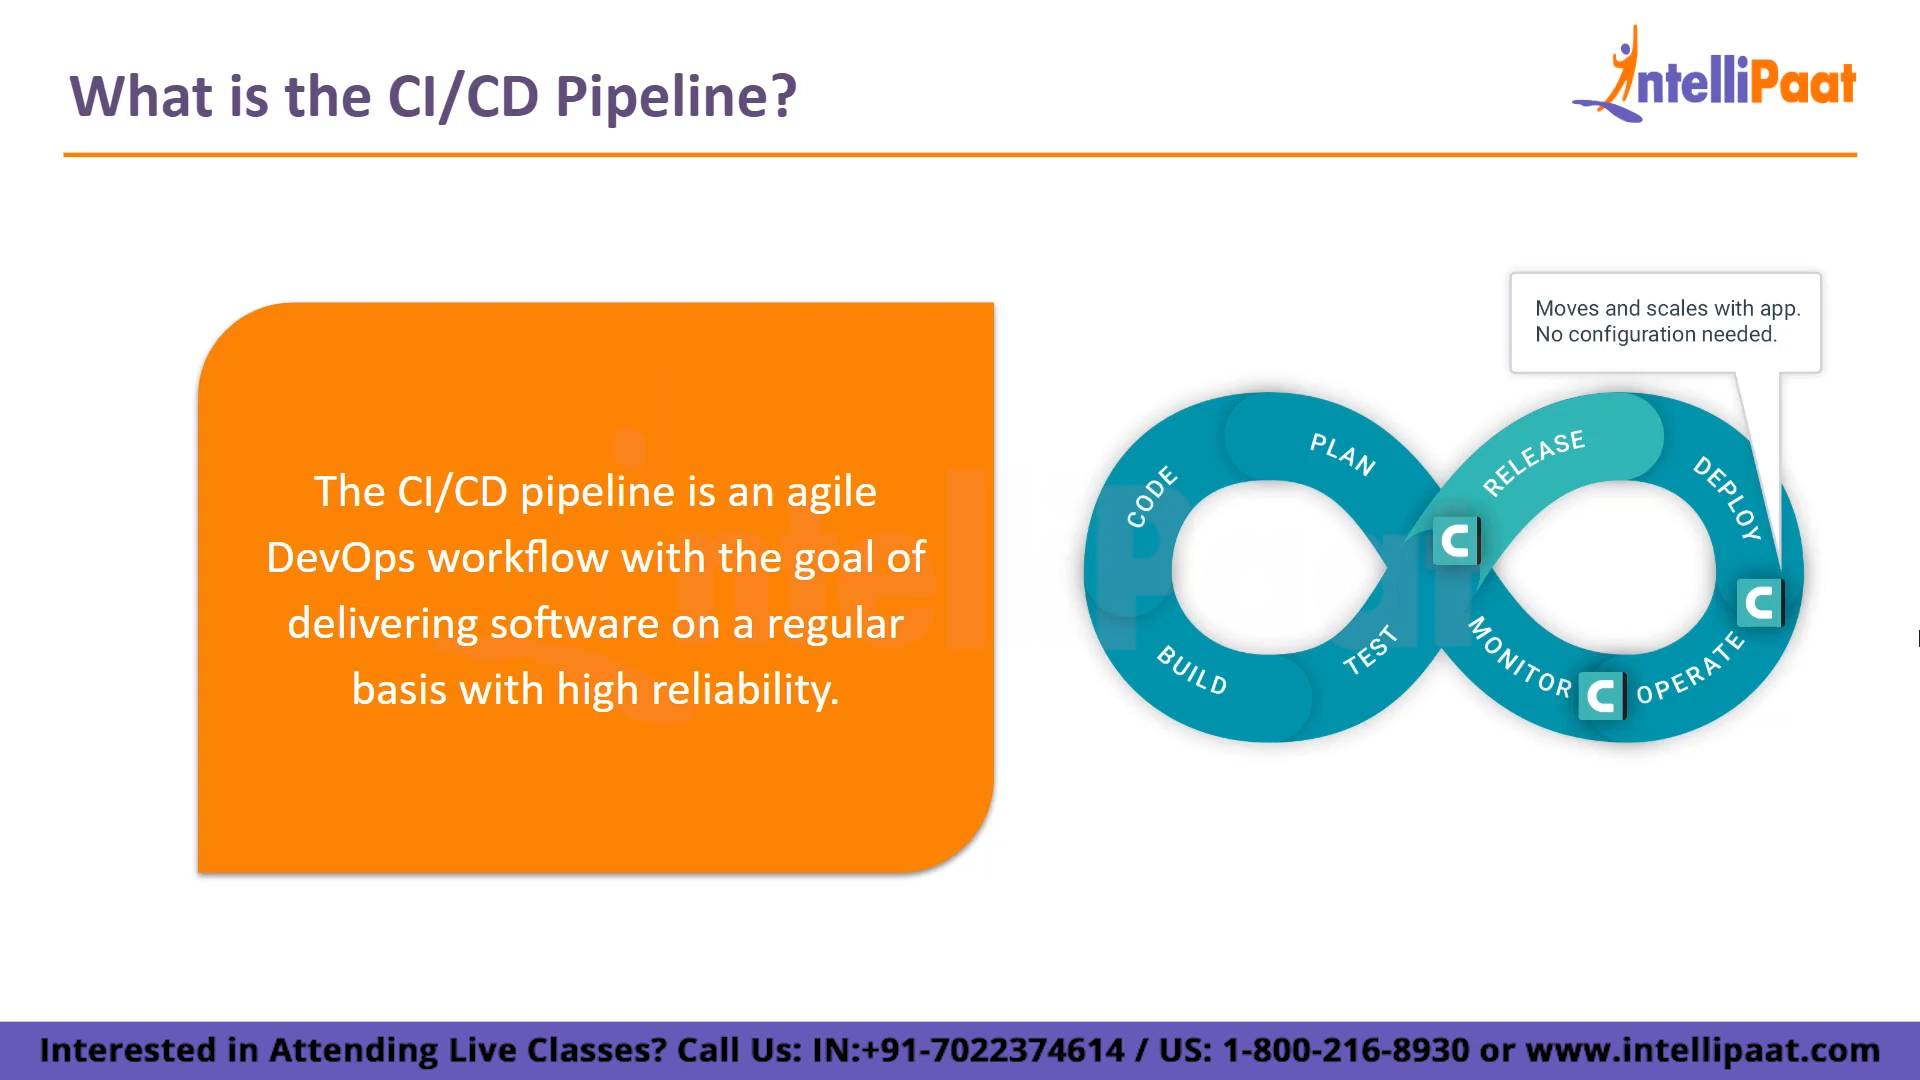 What is the CI/CD Pipeline?
IntelliPaat
The CI/CD pipeline is an agile
DevOps workflow with the goal of
delivering software on a regular
basis with high reliability.
Moves and scales with app.
No configuration needed.
CODE
PLAN
RELEASE
DEPLOY
C
C
BUILD
TEST
MONITOR
C
OPERATE
IntelliPaat
Interested in Attending Live Classes? Call Us: IN:+91-7022374614 / US: 1-800-216-8930 or www.intellipaat.com